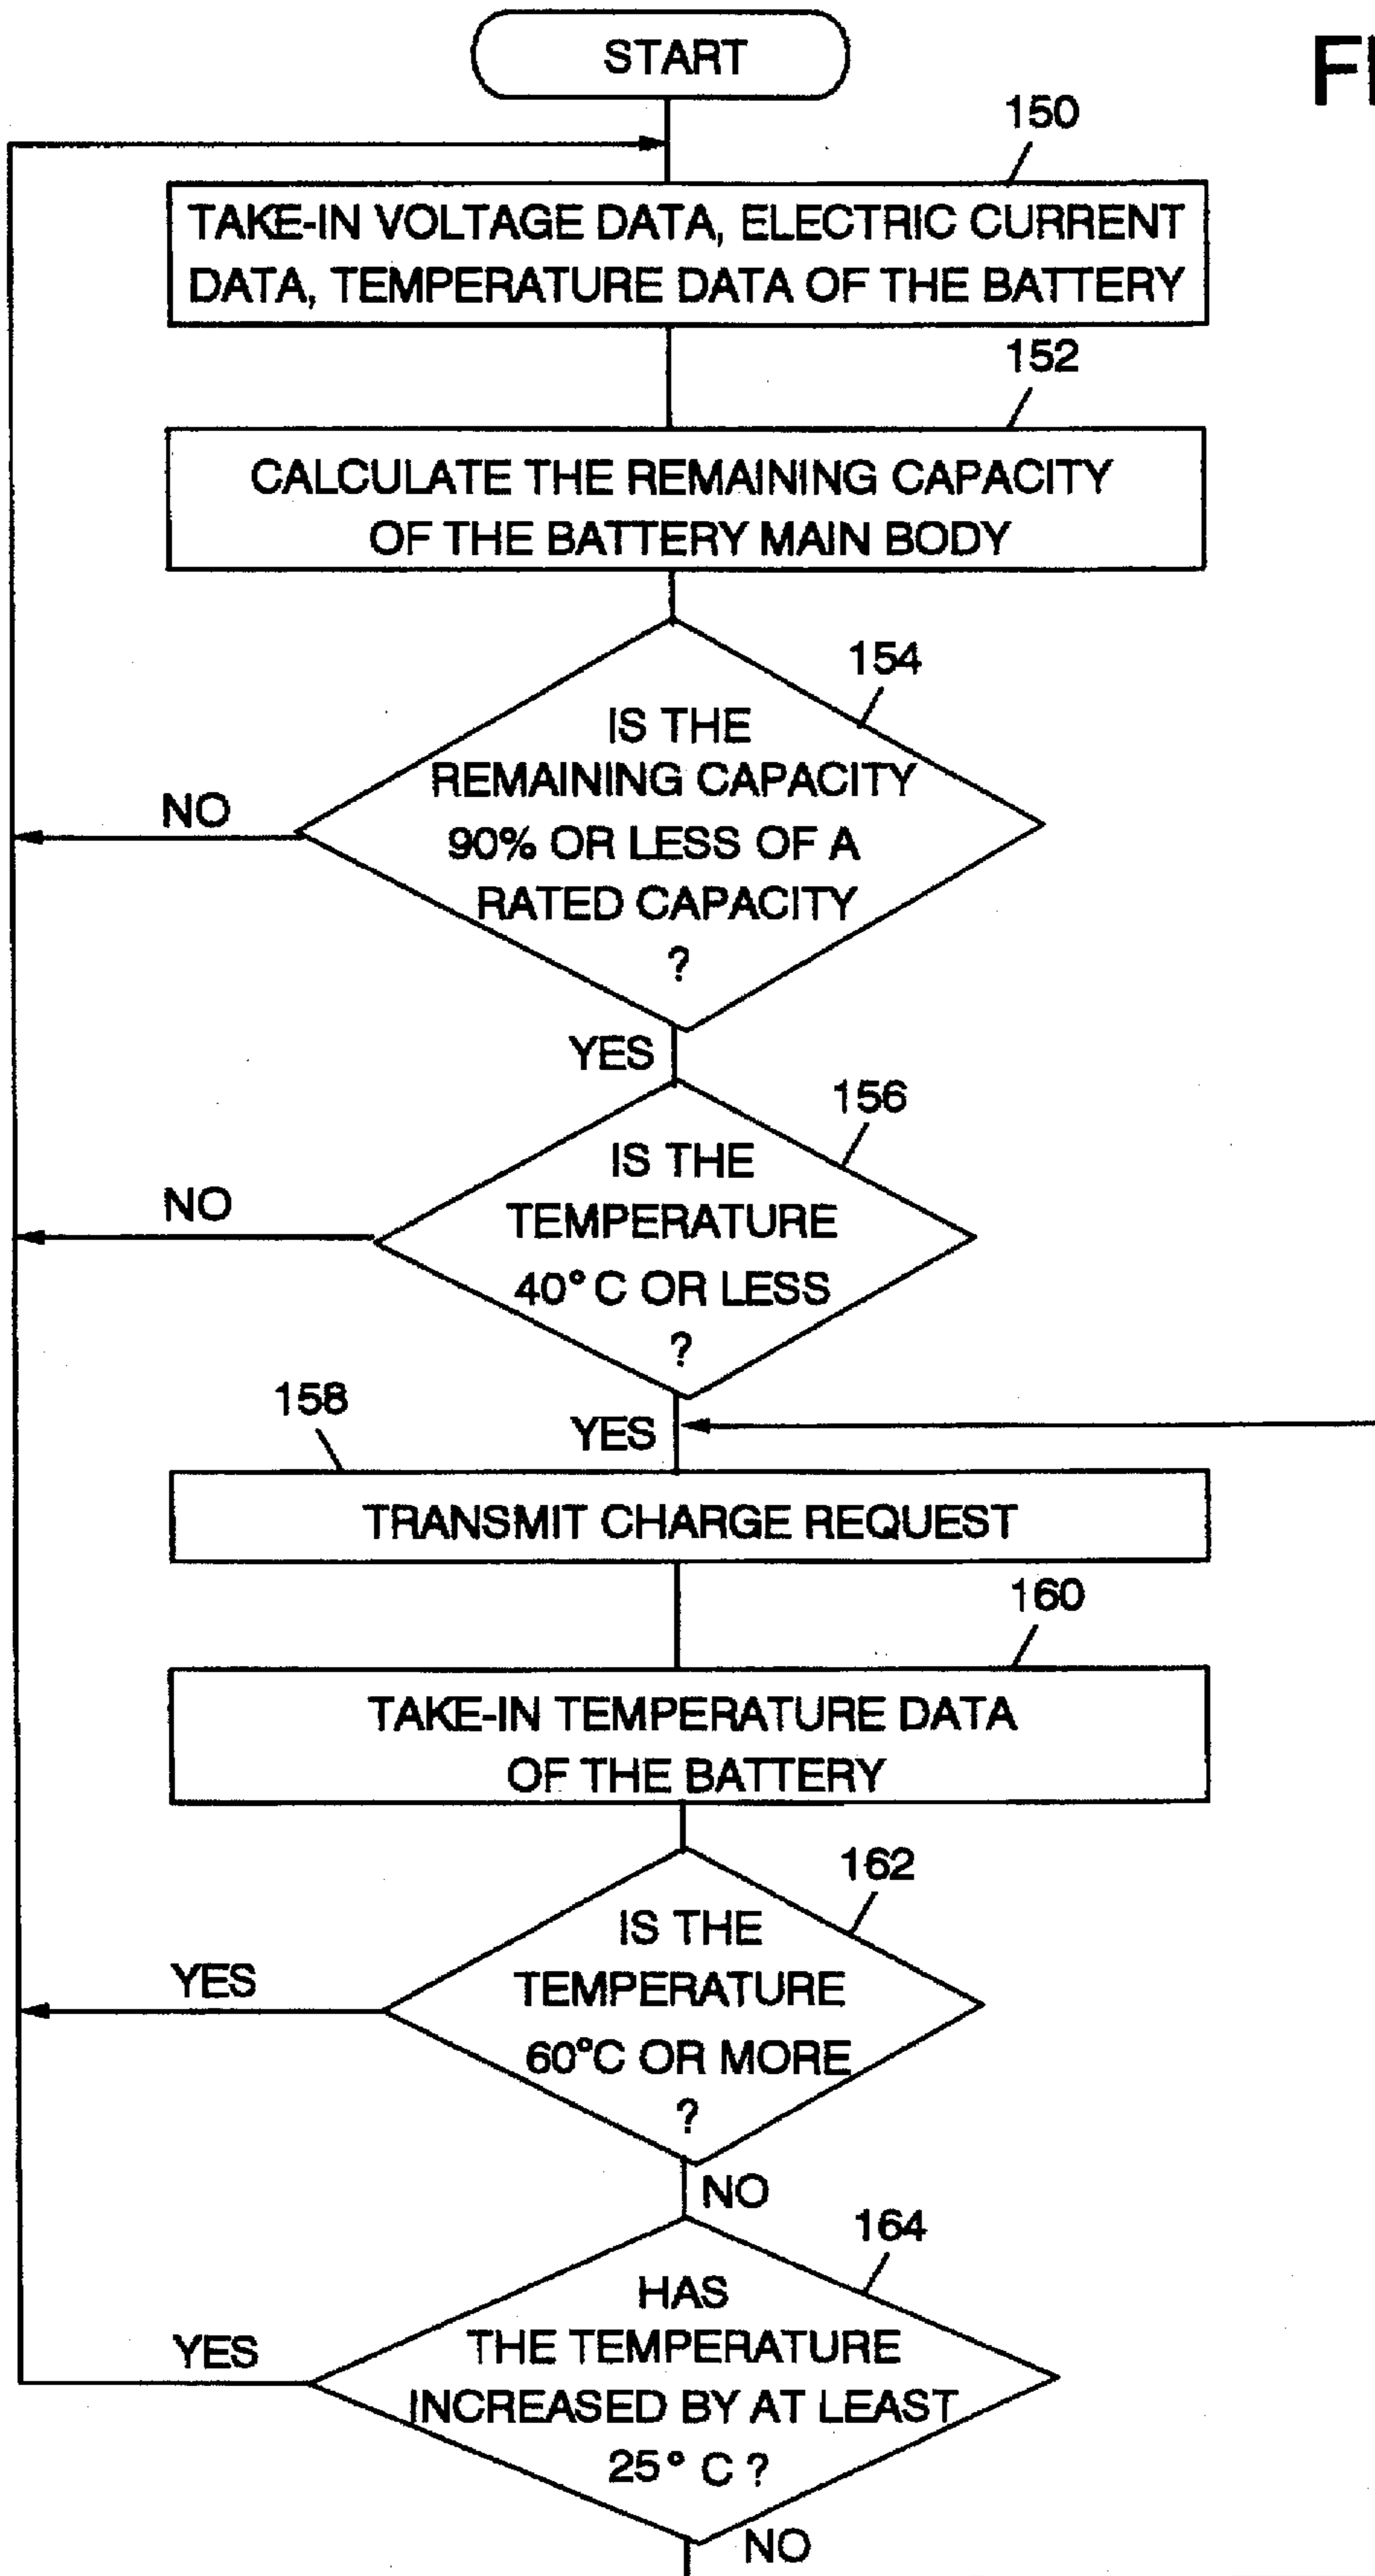 START
FI
150
TAKE-IN VOLTAGE DATA, ELECTRIC CURRENT
DATA, TEMPERATURE DATA OF THE BATTERY
152
CALCULATE THE REMAINING CAPACITY
OF THE BATTERY MAIN BODY
154
IS THE
REMAINING CAPACITY
90% OR LESS OF A
RATED CAPACITY
?
NO
YES
156
IS THE
TEMPERATURE
40°C OR LESS
?
NO
158
YES
TRANSMIT CHARGE REQUEST
160
TAKE-IN TEMPERATURE DATA
OF THE BATTERY
162
IS THE
TEMPERATURE
60°C OR MORE
?
YES
NO
164
HAS
THE TEMPERATURE
INCREASED BY AT LEAST
25°C ?
YES
NO